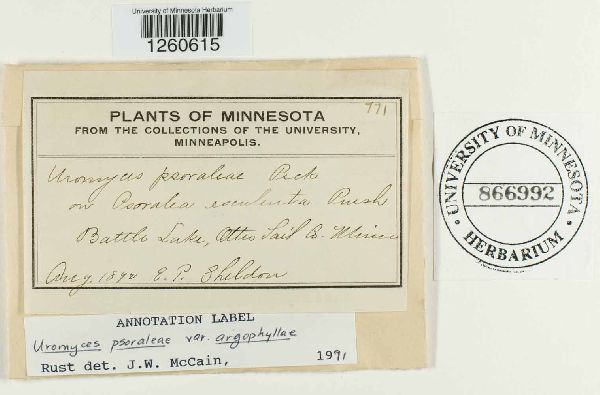 University of Minnesota Herbarium
1260615
771
PLANTS OF MINNESOTA
FROM THE COLLECTIONS OF THE UNIVERSITY,
MINNEAPOLIS.
Uromyces psoraleae Peck
on Psoralea esculenta Pursh
Battle Lake, Otter Tail Co. Minn
Aug. 1892 E. P. Sheldon
UNIVERSITY OF MINNESOTA
866992
HERBARIUM
ANNOTATION LABEL
Uromyces psoraleae var. argophyllae
Rust det. J.W. McCain, 1991